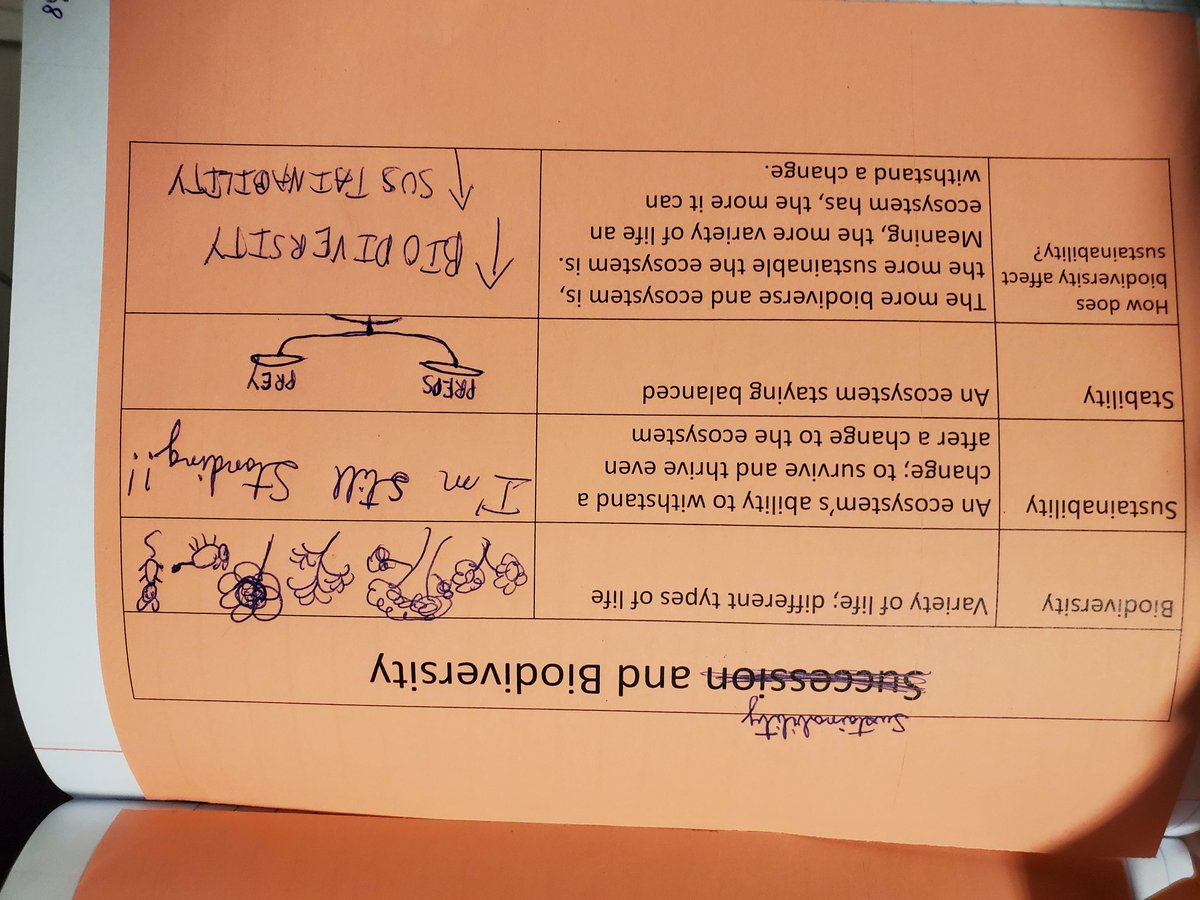 Sustainability
Succession and Biodiversity
Biodiversity
Variety of life; different types of life
Sustainability
An ecosystem's ability to withstand a
change; to survive and thrive even
after a change to the ecosystem
I'm still Standing!!
Stability
An ecosystem staying balanced
PREDS
PREY
How does
biodiversity affect
sustainability?
The more biodiverse and ecosystem is,
the more sustainable the ecosystem is.
Meaning, the more variety of life an
ecosystem has, the more it can
withstand a change.
↑ BIODIVERSITY
↑ SUSTAINABILITY